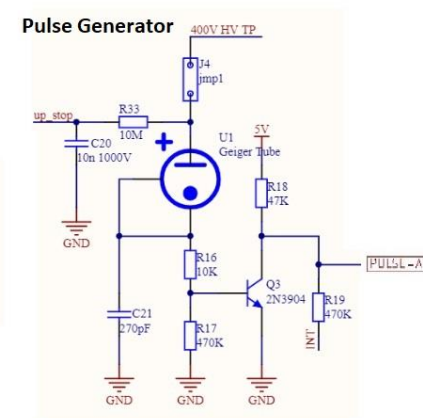 Pulse Generator
400V HV TP
J4
jmp1
up_stop
R33
10M
C20
10n 1000V
+
U1
Geiger Tube
5V
R18
47K
GND
R16
10K
Q3
2N3904
PULSE-A
R19
470K
C21
270pF
R17
470K
INT
GND
GND
GND